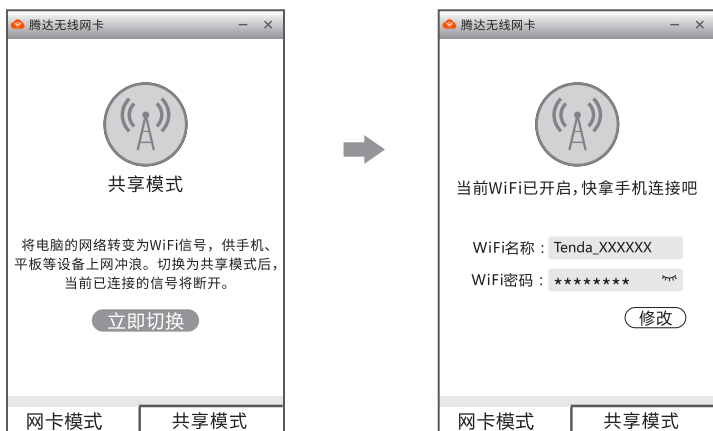 腾达无线网卡
共享模式
将电脑的网络转变为WiFi信号，供手机、
平板等设备上网冲浪。切换为共享模式后，
当前已连接的信号将断开。
立即切换
网卡模式
共享模式
腾达无线网卡
当前WiFi已开启,快拿手机连接吧
WiFi名称：Tenda_XXXXXX
WiFi密码：********
修改
网卡模式
共享模式